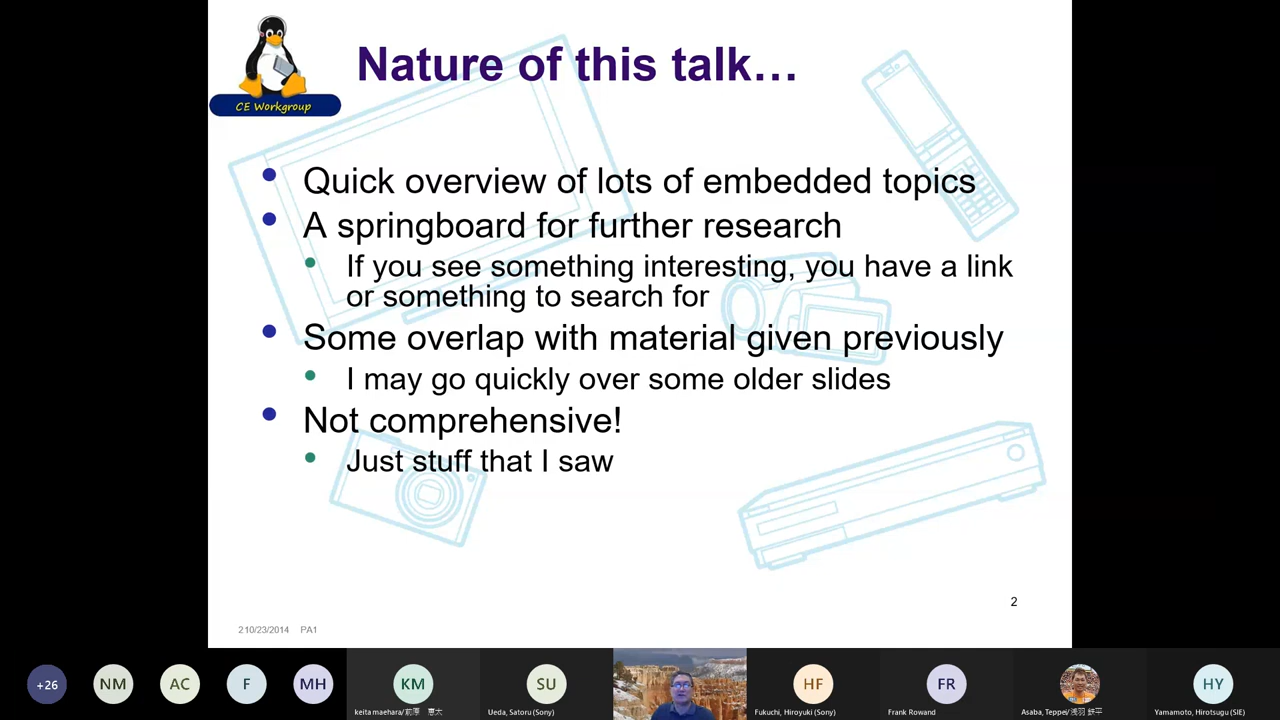 Nature of this talk…
CE Workgroup
Quick overview of lots of embedded topics
A springboard for further research
If you see something interesting, you have a link
or something to search for
Some overlap with material given previously
I may go quickly over some older slides
Not comprehensive!
Just stuff that I saw
2
210/23/2014 PA1
+26
NM
AC
F
MH
KM
SU
HF
FR
HY
keita maehara/前原 恵太
Ueda, Satoru (Sony)
Fukuchi, Hiroyuki (Sony)
Frank Rowand
Asaba, Teppei/浅羽 鉄平
Yamamoto, Hirotsugu (SIE)